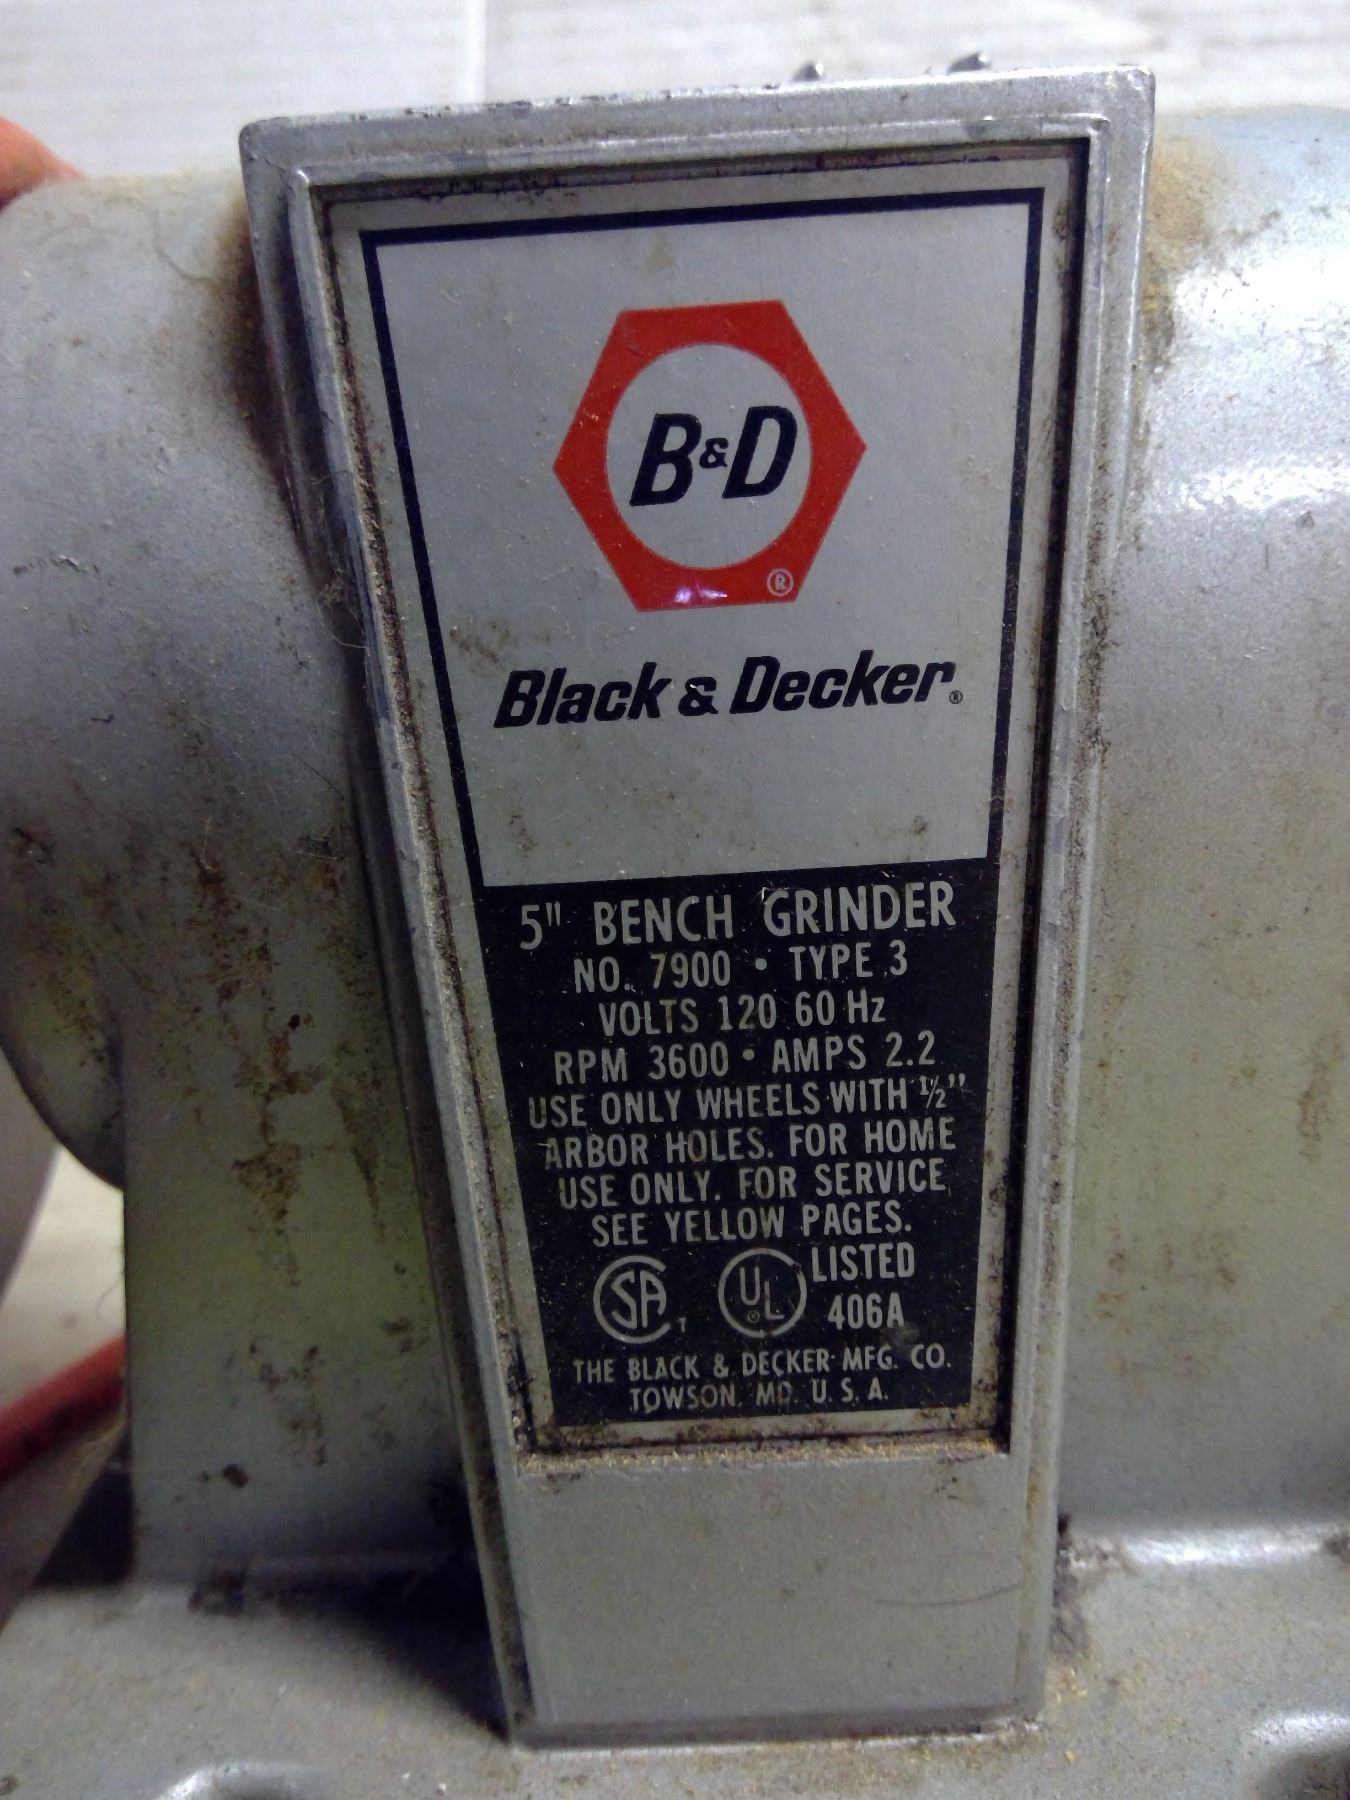 B&D
®
Black & Decker®
5" BENCH GRINDER
NO. 7900 • TYPE 3
VOLTS 120 60 Hz
RPM 3600 • AMPS 2.2
USE ONLY WHEELS WITH ½"
ARBOR HOLES. FOR HOME
USE ONLY. FOR SERVICE
SEE YELLOW PAGES.
SA T UL ® LISTED
406A
THE BLACK & DECKER MFG. CO.
TOWSON, MD. U. S. A.